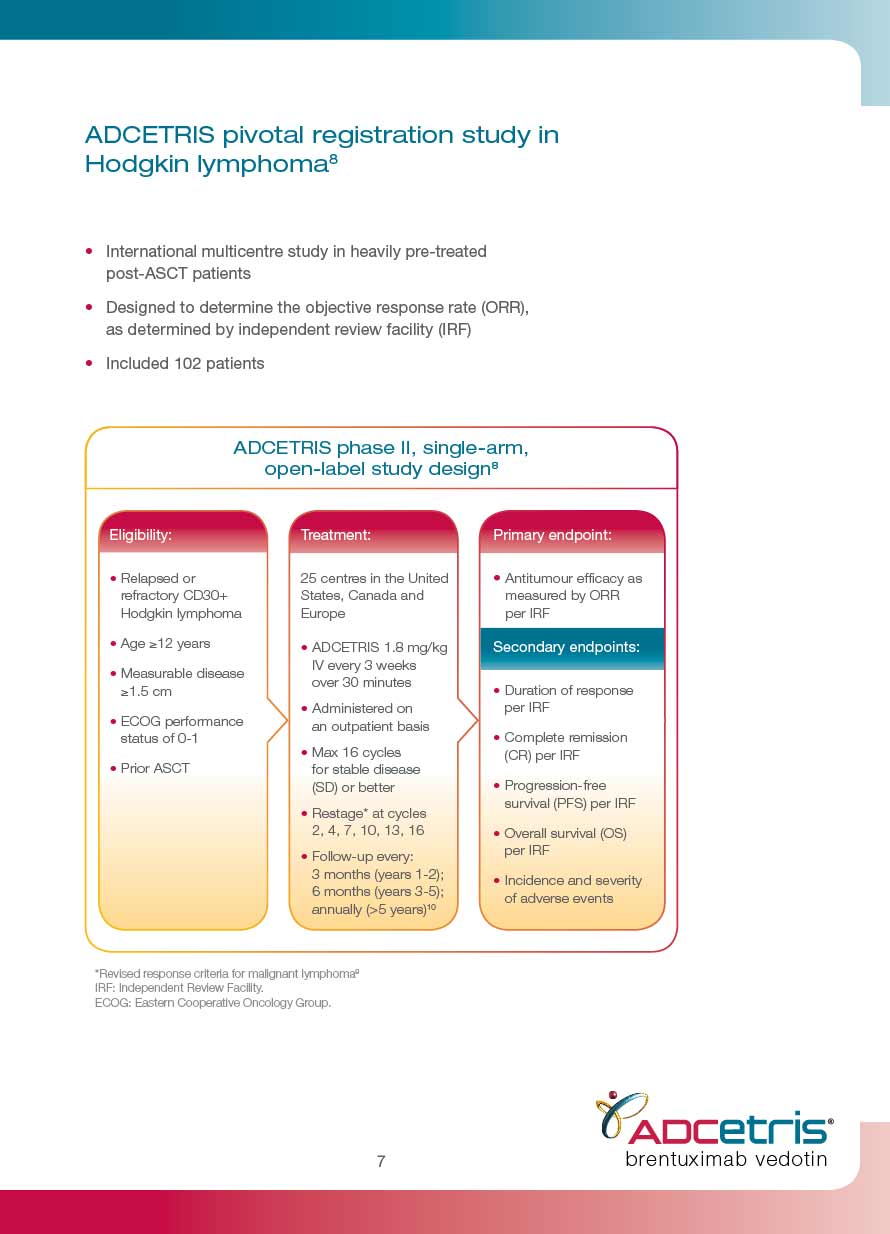 ADCETRIS pivotal registration study in
Hodgkin lymphoma⁸
• International multicentre study in heavily pre-treated
post-ASCT patients
• Designed to determine the objective response rate (ORR),
as determined by independent review facility (IRF)
• Included 102 patients
ADCETRIS phase II, single-arm,
open-label study design⁸
Eligibility:
• Relapsed or
refractory CD30+
Hodgkin lymphoma
• Age ≥12 years
• Measurable disease
≥1.5 cm
• ECOG performance
status of 0-1
• Prior ASCT
Treatment:
25 centres in the United
States, Canada and
Europe
• ADCETRIS 1.8 mg/kg
IV every 3 weeks
over 30 minutes
• Administered on
an outpatient basis
• Max 16 cycles
for stable disease
(SD) or better
• Restage* at cycles
2, 4, 7, 10, 13, 16
• Follow-up every:
3 months (years 1-2);
6 months (years 3-5);
annually (>5 years)¹⁰
Primary endpoint:
• Antitumour efficacy as
measured by ORR
per IRF
Secondary endpoints:
• Duration of response
per IRF
• Complete remission
(CR) per IRF
• Progression-free
survival (PFS) per IRF
• Overall survival (OS)
per IRF
• Incidence and severity
of adverse events
*Revised response criteria for malignant lymphoma⁹
IRF: Independent Review Facility.
ECOG: Eastern Cooperative Oncology Group.
ADCetris®
brentuximab vedotin
7